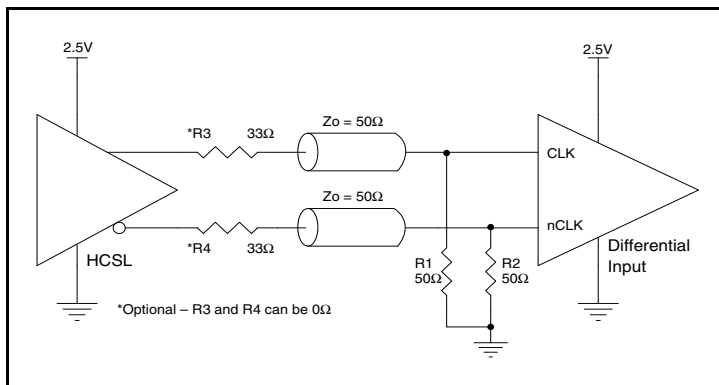 2.5V
2.5V
*R3 33Ω
Zo = 50Ω
CLK
Zo = 50Ω
*R4 33Ω
nCLK
HCSL
R1
50Ω
R2
50Ω
Differential
Input
*Optional – R3 and R4 can be 0Ω